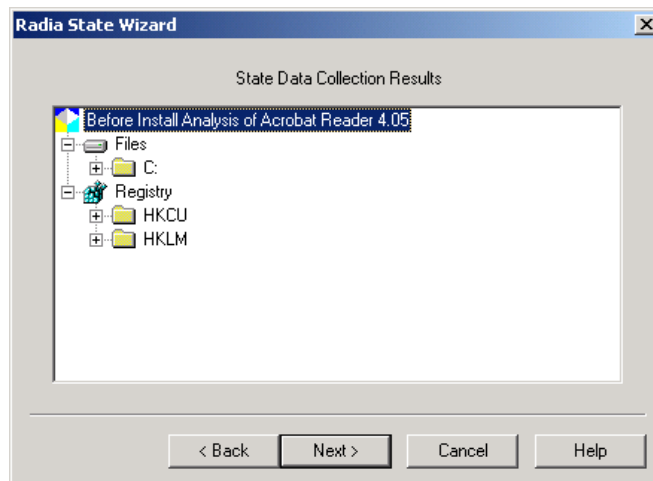 Radia State Wizard
State Data Collection Results
Before Install Analysis of Acrobat Reader 4.05
Files
C:
Registry
HKCU
HKLM
< Back Next > Cancel Help